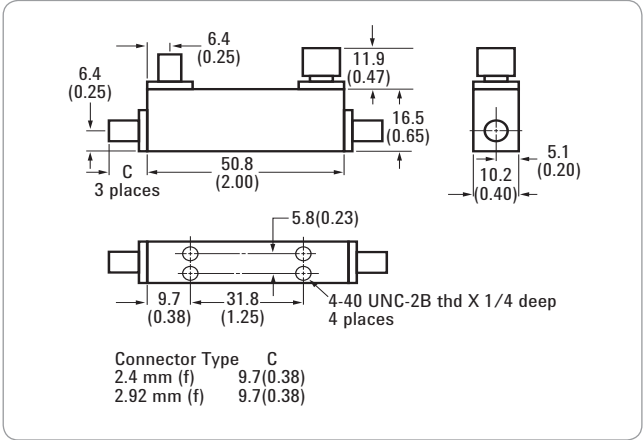 6.4
(0.25)
11.9
(0.47)
6.4
(0.25)
16.5
(0.65)
C
3 places
50.8
(2.00)
5.1
(0.20)
10.2
(0.40)
5.8(0.23)
9.7
(0.38)
31.8
(1.25)
4-40 UNC-2B thd X 1/4 deep
4 places
Connector Type C
2.4 mm (f) 9.7(0.38)
2.92 mm (f) 9.7(0.38)